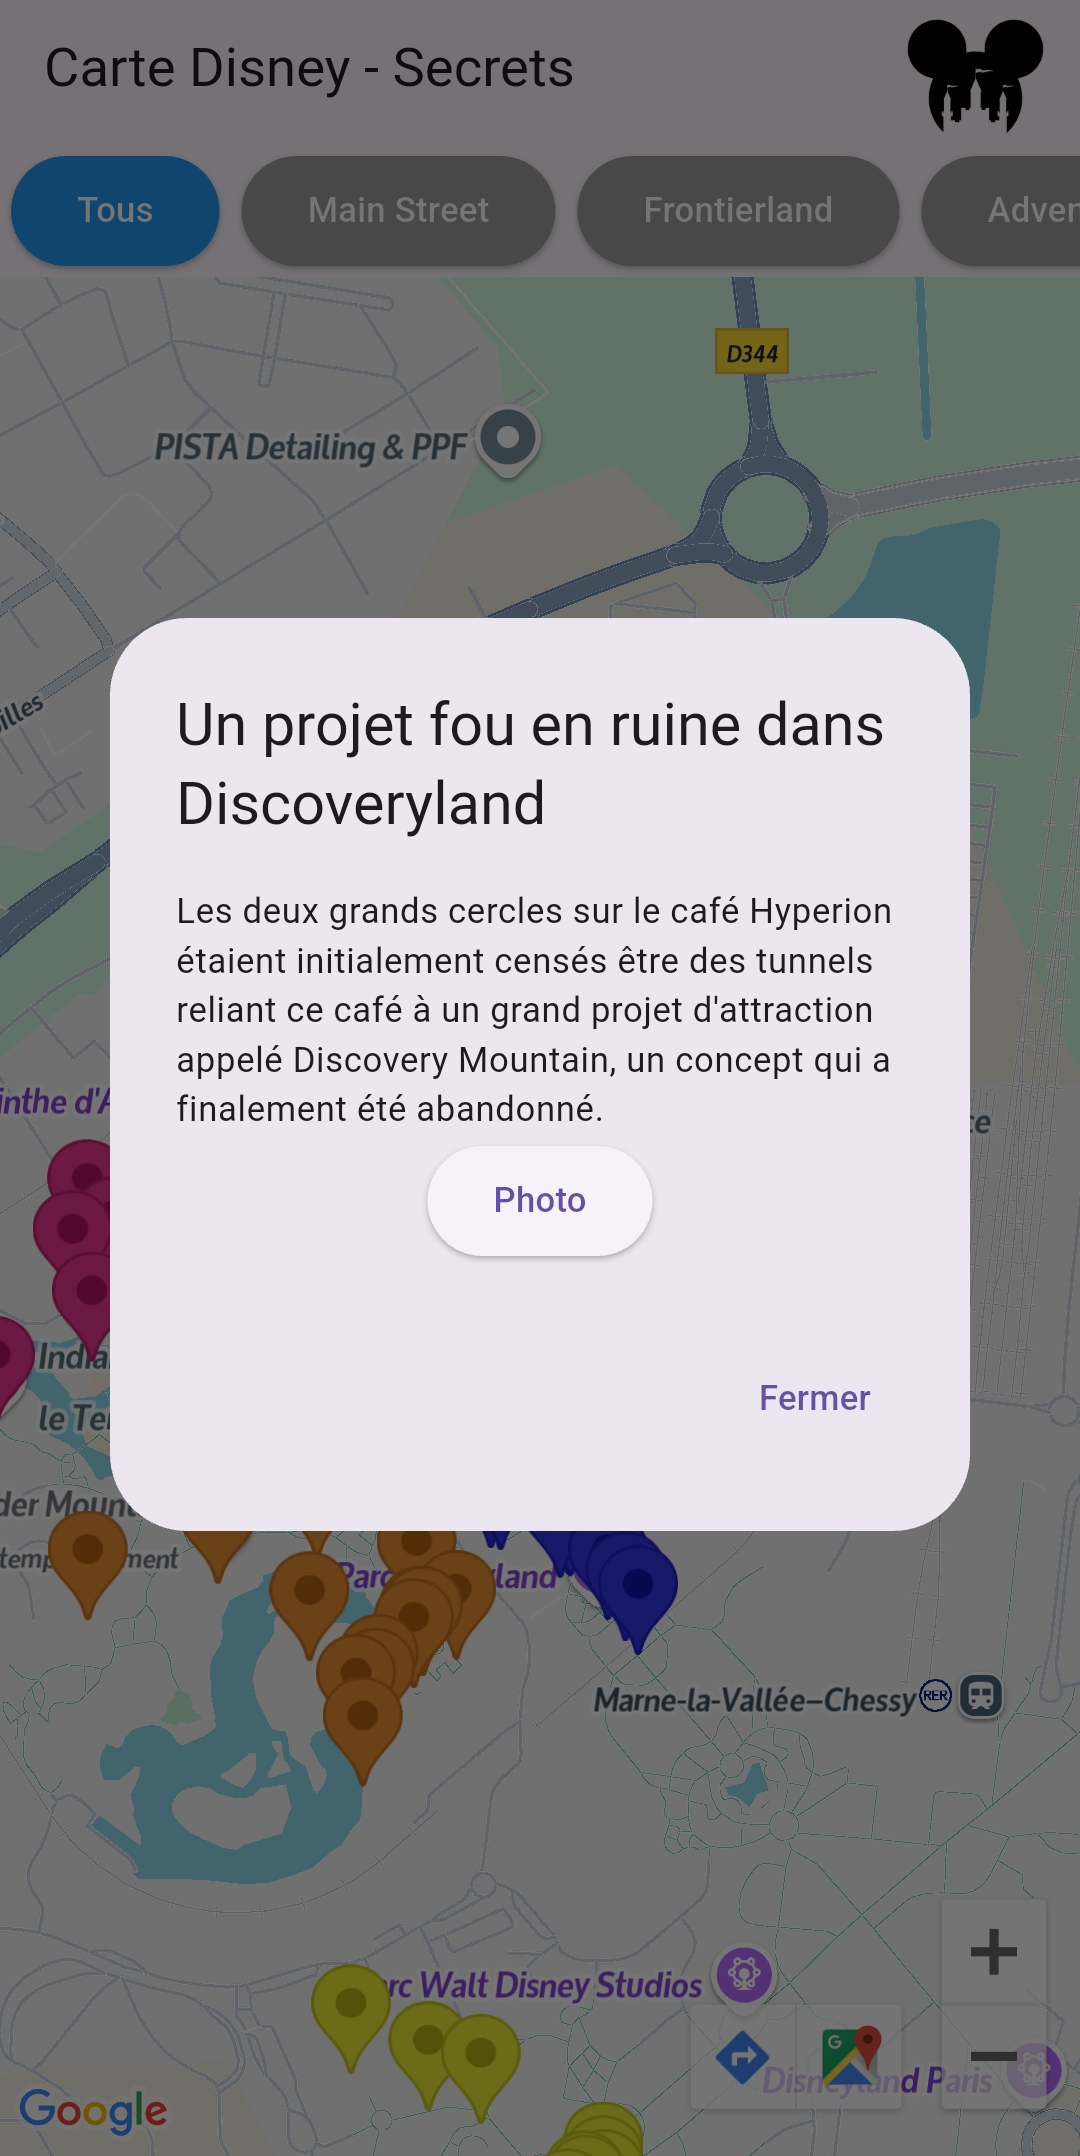 Carte Disney - Secrets
Tous
Main Street
Frontierland
Adven
D344
PISTA Detailing & PPF
illes
Un projet fou en ruine dans
Discoveryland
Les deux grands cercles sur le café Hyperion
étaient initialement censés être des tunnels
reliant ce café à un grand projet d'attraction
appelé Discovery Mountain, un concept qui a
finalement été abandonné.
inthe d'A
ce
Photo
India
le Te
Fermer
der Mount
temp ment
Parc land
Marne-la-Vallée–Chessy
RER
rc Walt Disney Studios
Disneyland Paris
Google